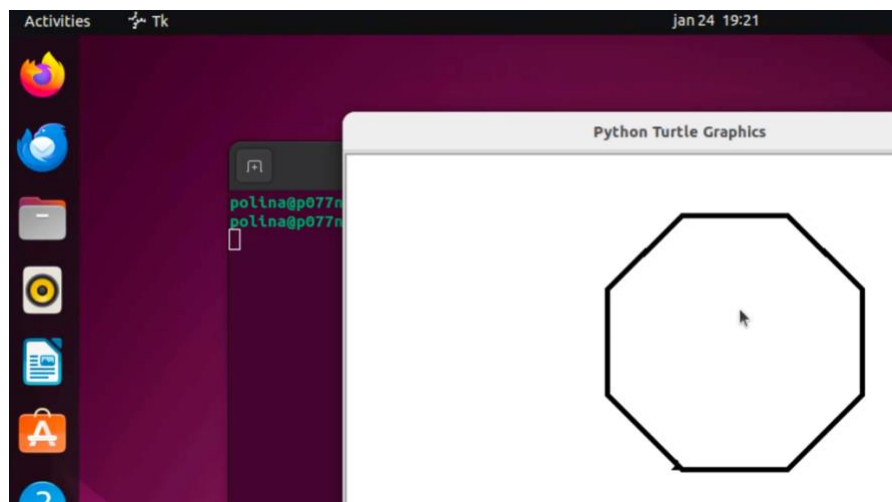 Activities Tk jan 24 19:21
Python Turtle Graphics
polina@p077n
polina@p077n